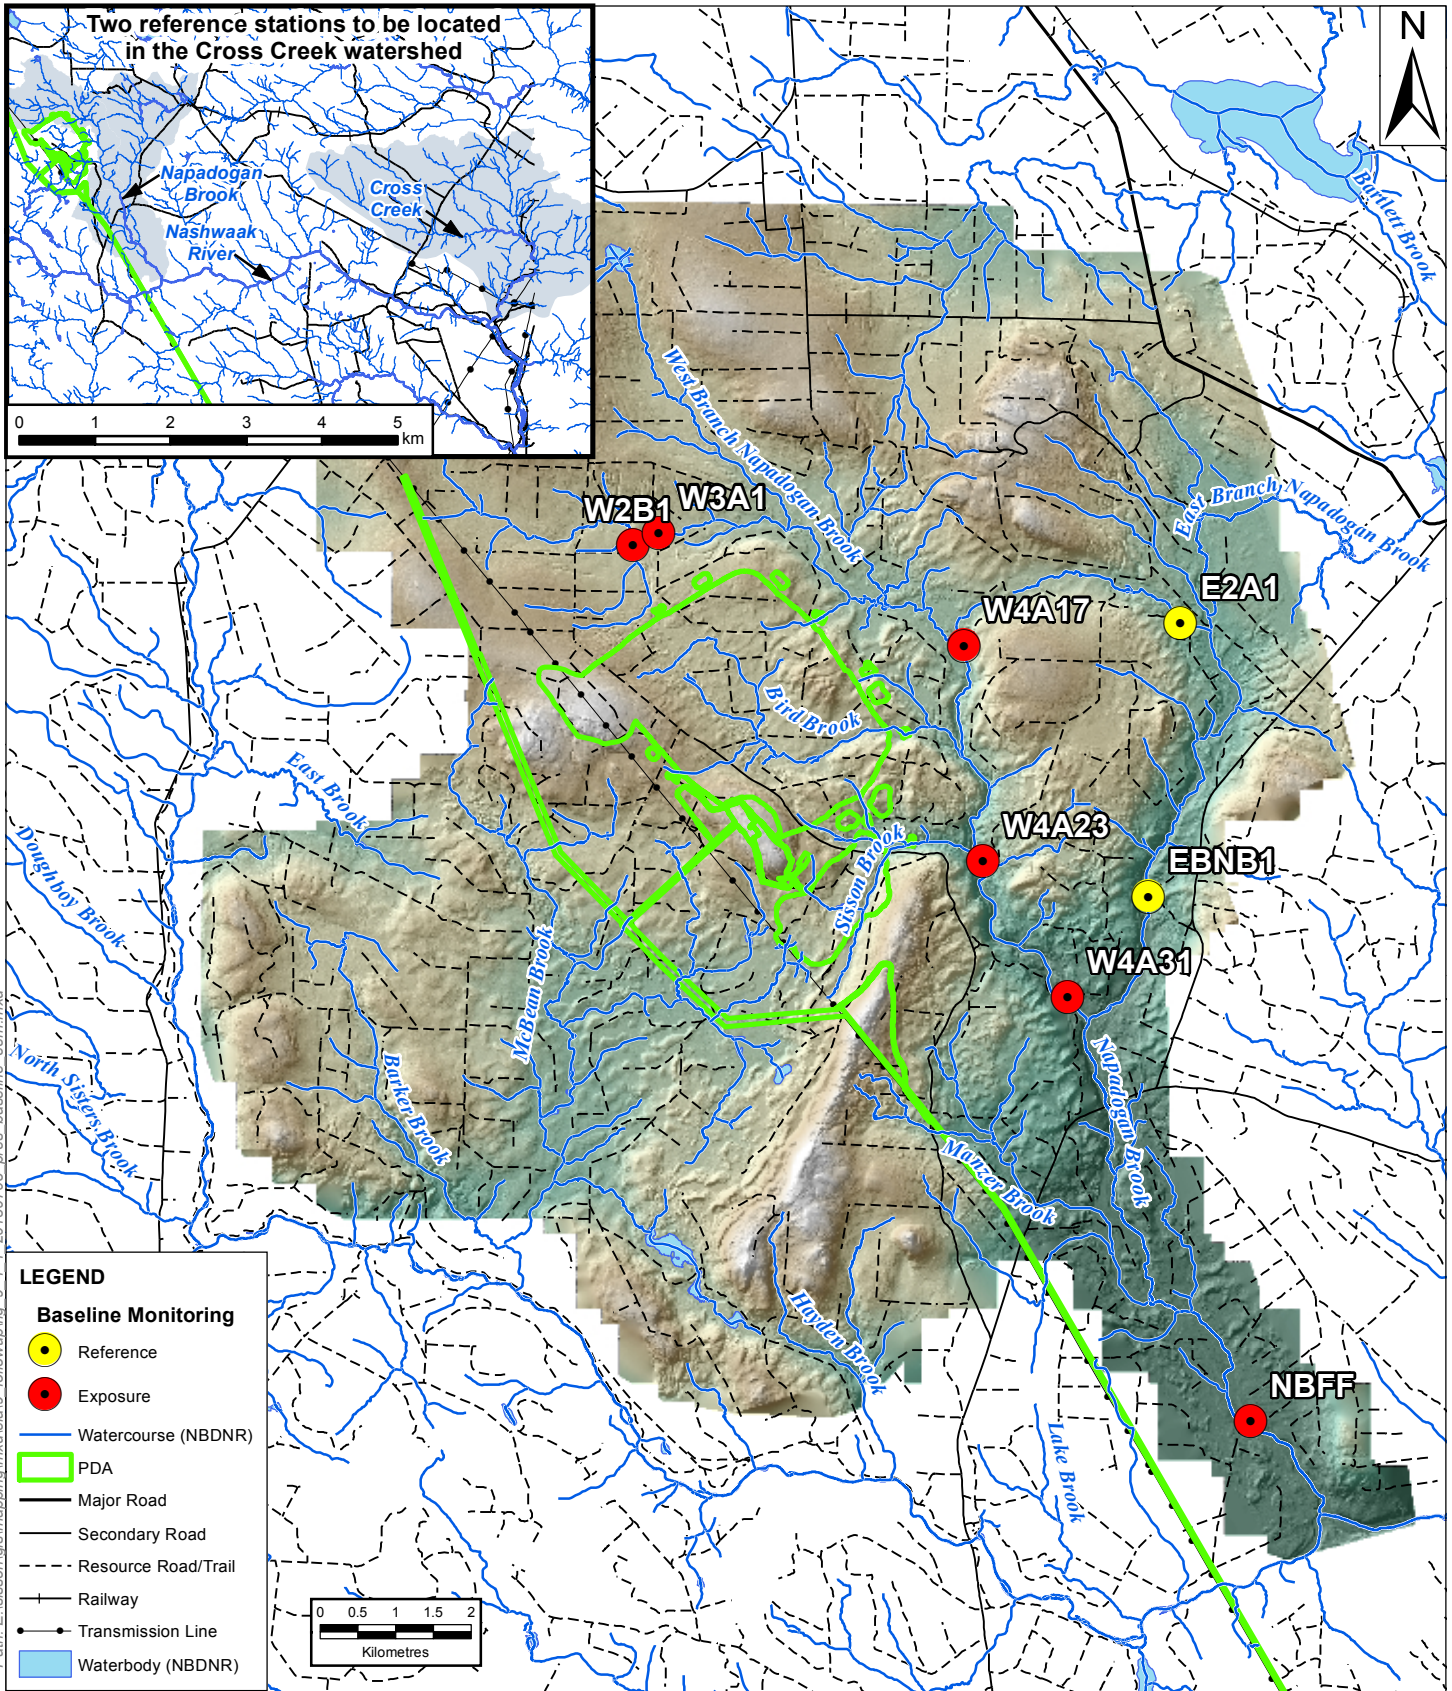 Two reference stations to be located
in the Cross Creek watershed
N
Napadogan
Brook
Cross
Creek
Nashwaak
River
0 1 2 3 4 5
km
Bartlett Brook
West Branch Napadogan Brook
East Branch Napadogan Brook
W2B1
W3A1
E2A1
W4A17
Bird Brook
East Brook
W4A23
Doughboy Brook
Sisson Brook
EBNB1
W4A31
McBean Brook
North Sisters Brook
Barker Brook
Napadogan Brook
Manzer Brook
Hayden Brook
NBFF
Lake Brook
LEGEND
Baseline Monitoring
Reference
Exposure
Watercourse (NBDNR)
PDA
Major Road
Secondary Road
Resource Road/Trail
Railway
Transmission Line
Waterbody (NBDNR)
0 0.5 1 1.5 2
Kilometres